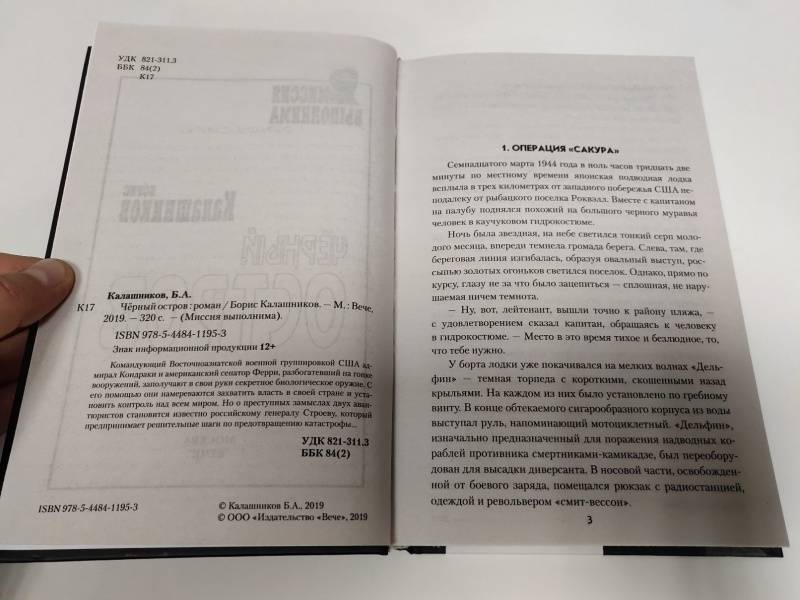 УДК 821-311.3
ББК 84(2)
К17
Калашников, Б.А.
К17 Чёрный остров : роман / Борис Калашников. — М. : Вече,
2019. — 320 с. — (Миссия выполнима).
ISBN 978-5-4484-1195-3
Знак информационной продукции 12+
Командующий Восточноазиатской военной группировкой США ад-
мирал Кондраки и американский сенатор Ферри, разбогатевший на гонке
вооружений, заполучают в свои руки секретное биологическое оружие. С
его помощью они намереваются захватить власть в своей стране и уста-
новить контроль над всем миром. Но о преступных замыслах двух аван-
тюристов становится известно российскому генералу Строеву, который
предпринимает решительные шаги по предотвращению катастрофы...
УДК 821-311.3
ББК 84(2)
ISBN 978-5-4484-1195-3
© Калашников Б.А., 2019
© ООО «Издательство «Вече», 2019
1. ОПЕРАЦИЯ «САКУРА»
Семнадцатого марта 1944 года в ноль часов тридцать две
минуты по местному времени японская подводная лодка
всплыла в трех километрах от западного побережья США не-
подалеку от рыбацкого поселка Роквэлл. Вместе с капитаном
на палубу поднялся похожий на большого черного муравья
человек в каучуковом гидрокостюме.
Ночь была звездная, на небе светился тонкий серп моло-
дого месяца, впереди темнела громада берега. Слева, там, где
береговая линия изгибалась, образуя овальный выступ, рос-
сыпью золотых огоньков светился поселок. Однако, прямо по
курсу, глазу не за что было зацепиться — сплошная, не на-
рушаемая ничем темнота.
— Ну, вот, лейтенант, вышли точно к району пляжа, —
с удовлетворением сказал капитан, обращаясь к человеку
в гидрокостюме. — Место в это время тихое и безлюдное, то,
что тебе нужно.
У борта лодки уже покачивался на мелких волнах «Дель-
фин» — темная торпеда с короткими, скошенными назад
крыльями. На каждом из них было установлено по гребному
винту. В конце обтекаемого сигарообразного корпуса из воды
выступал руль, напоминающий мотоциклетный. «Дельфин»,
изначально предназначенный для поражения надводных ко-
раблей противника смертниками-камикадзе, был переобору-
дован для высадки диверсанта. В носовой части, освобожден-
ной от боевого заряда, помещался рюкзак с радиостанцией,
одеждой и револьвером «смит-вессон».
3